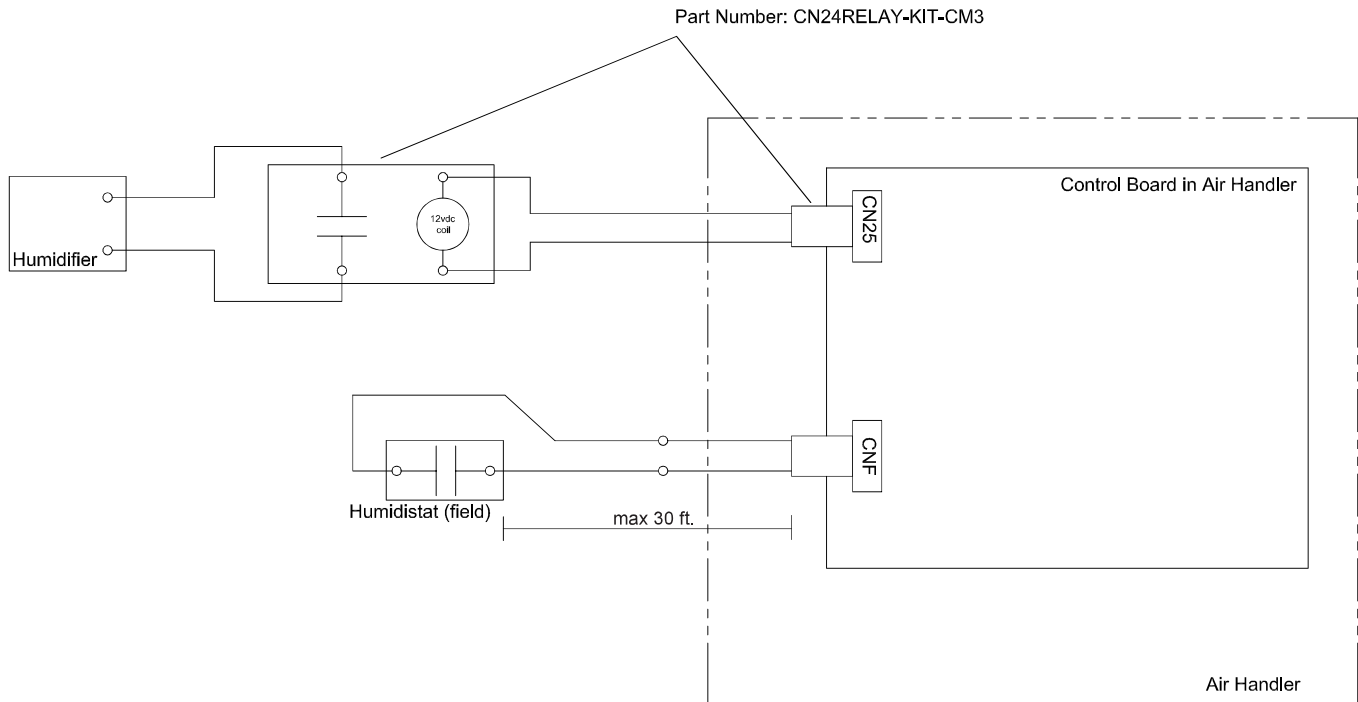 Part Number: CN24RELAY-KIT-CM3
Control Board in Air Handler
CN25
12vdc
coil
Humidifier
CNF
Humidistat (field)
max 30 ft.
Air Handler